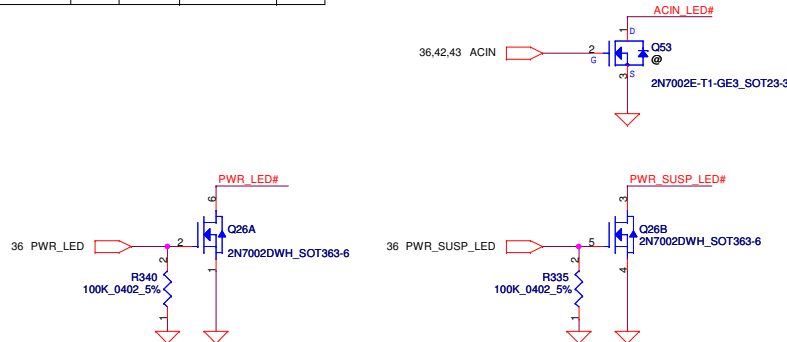 ACIN_LED#
1
D
36,42,43 ACIN
2
G
Q53
@
3
S
2N7002E-T1-GE3_SOT23-3
PWR_LED#
6
36 PWR_LED
2
Q26A
2N7002DWH_SOT363-6
1
2
R340
100K_0402_5%
1
PWR_SUSP_LED#
3
36 PWR_SUSP_LED
5
Q26B
2N7002DWH_SOT363-6
4
2
R335
100K_0402_5%
1